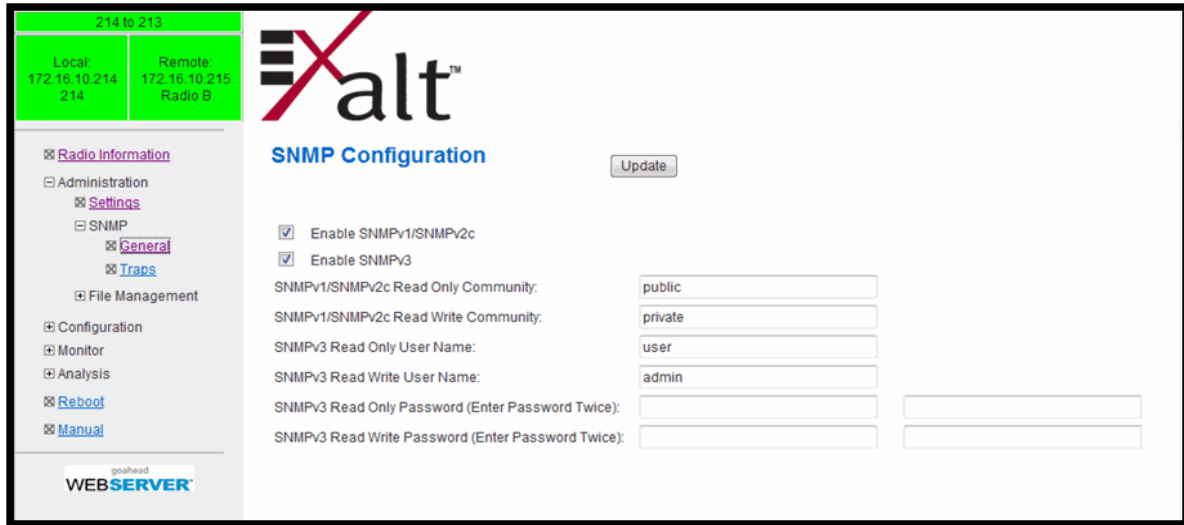 214 to 213
Local:
172.16.10.214
214
Remote:
172.16.10.215
Radio B
EXalt™
Radio Information
Administration
Settings
SNMP
General
Traps
File Management
Configuration
Monitor
Analysis
Reboot
Manual
goahead
WEBSERVER
SNMP Configuration
Update
Enable SNMPv1/SNMPv2c
Enable SNMPv3
SNMPv1/SNMPv2c Read Only Community: public
SNMPv1/SNMPv2c Read Write Community: private
SNMPv3 Read Only User Name: user
SNMPv3 Read Write User Name: admin
SNMPv3 Read Only Password (Enter Password Twice):
SNMPv3 Read Write Password (Enter Password Twice):